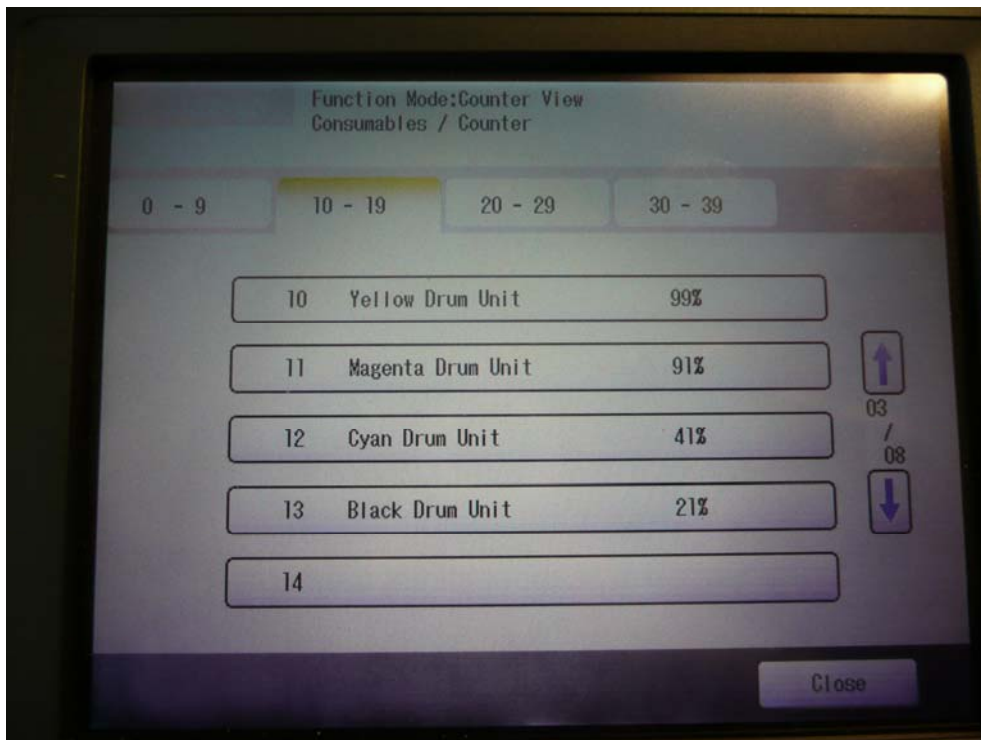 Function Mode:Counter View
Consumables / Counter
0 - 9 10 - 19 20 - 29 30 - 39
10 Yellow Drum Unit 99%
11 Magenta Drum Unit 91%
12 Cyan Drum Unit 41%
13 Black Drum Unit 21%
14
03
/
08
Close